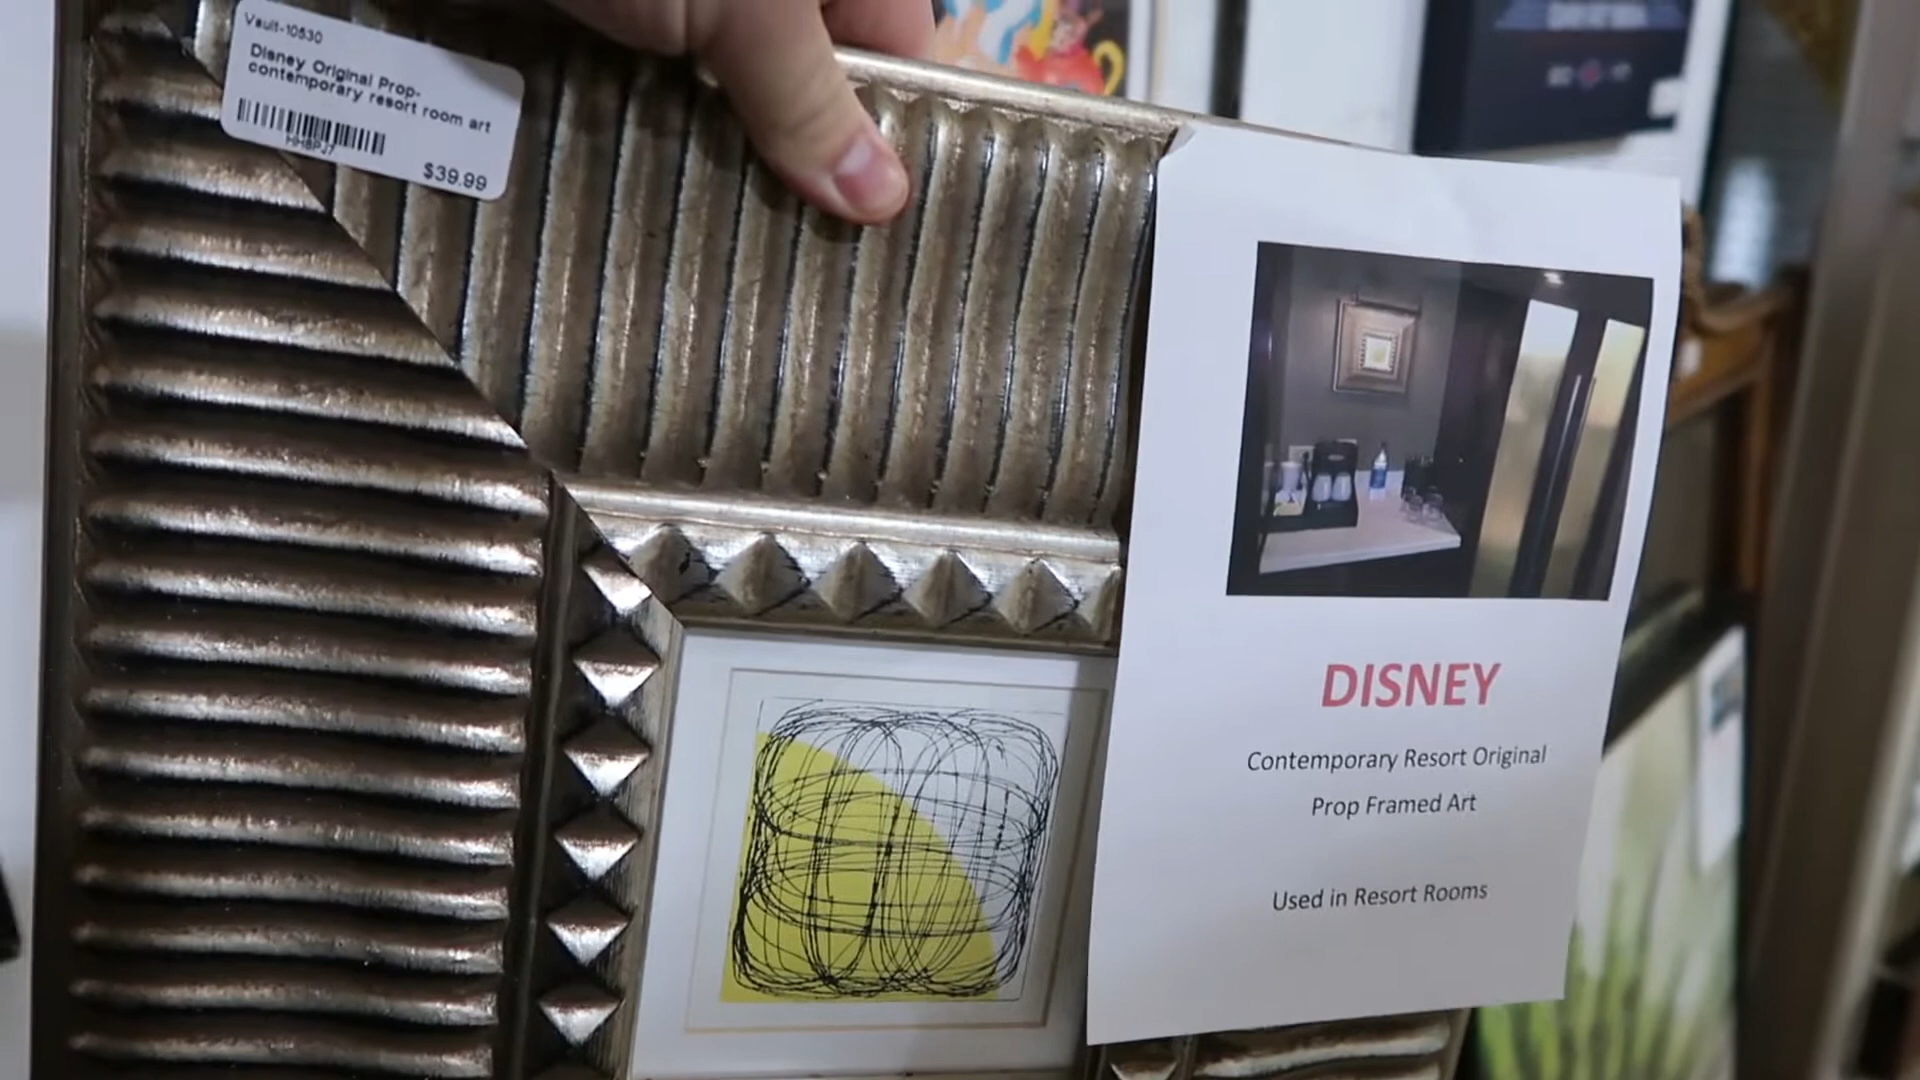 Vault-10530
Disney Original Prop-
contemporary resort room art
HH8PJ7
$39.99
DISNEY
Contemporary Resort Original
Prop Framed Art
Used in Resort Rooms